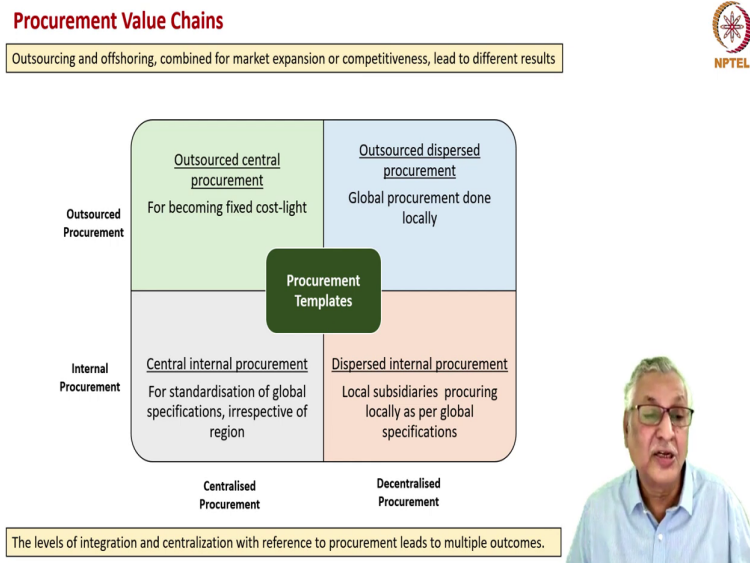 Procurement Value Chains
NPTEL
Outsourcing and offshoring, combined for market expansion or competitiveness, lead to different results
Outsourced central
procurement
For becoming fixed cost-light
Outsourced dispersed
procurement
Global procurement done
locally
Outsourced
Procurement
Procurement
Templates
Internal
Procurement
Central internal procurement
For standardisation of global
specifications, irrespective of
region
Dispersed internal procurement
Local subsidiaries procuring
locally as per global
specifications
Centralised
Procurement
Decentralised
Procurement
The levels of integration and centralization with reference to procurement leads to multiple outcomes.